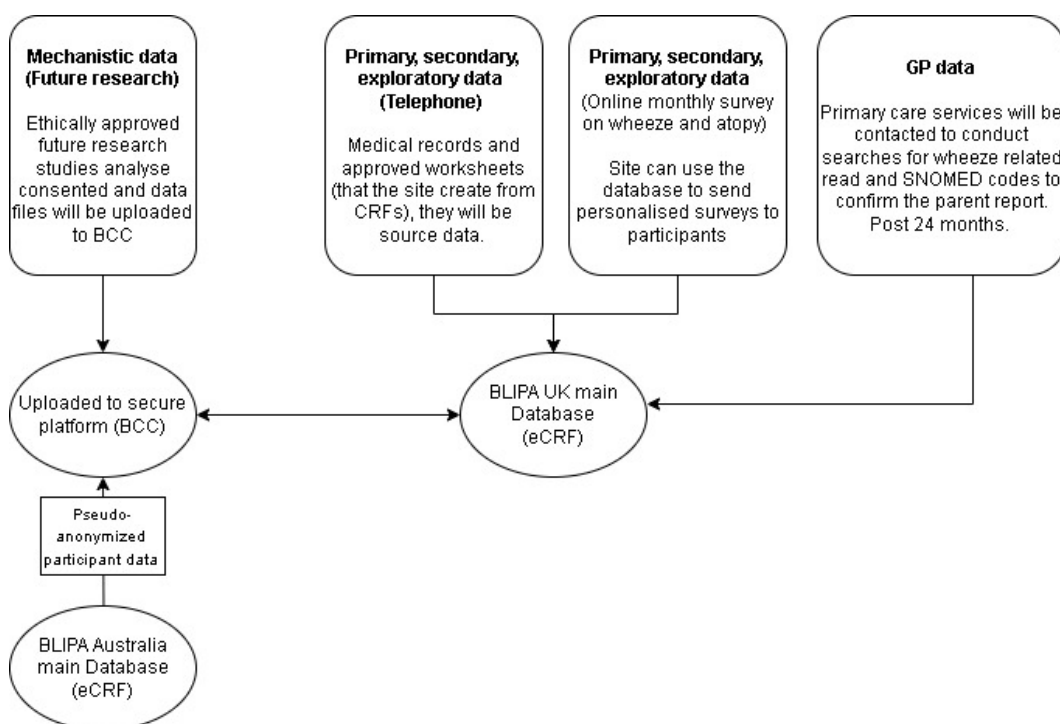 Mechanistic data
(Future research)
Ethically approved
future research
studies analyse
consented and data
files will be uploaded
to BCC
Primary, secondary,
exploratory data
(Telephone)
Medical records and
approved worksheets
(that the site create from
CRFs), they will be
source data.
Primary, secondary,
exploratory data
(Online monthly survey
on wheeze and atopy)
Site can use the
database to send
personalised surveys to
participants
GP data
Primary care services will be
contacted to conduct
searches for wheeze related
read and SNOMED codes to
confirm the parent report.
Post 24 months.
Uploaded to secure
platform (BCC)
BLIPA UK main
Database
(eCRF)
Pseudo-
anonymized
participant data
BLIPA Australia
main Database
(eCRF)